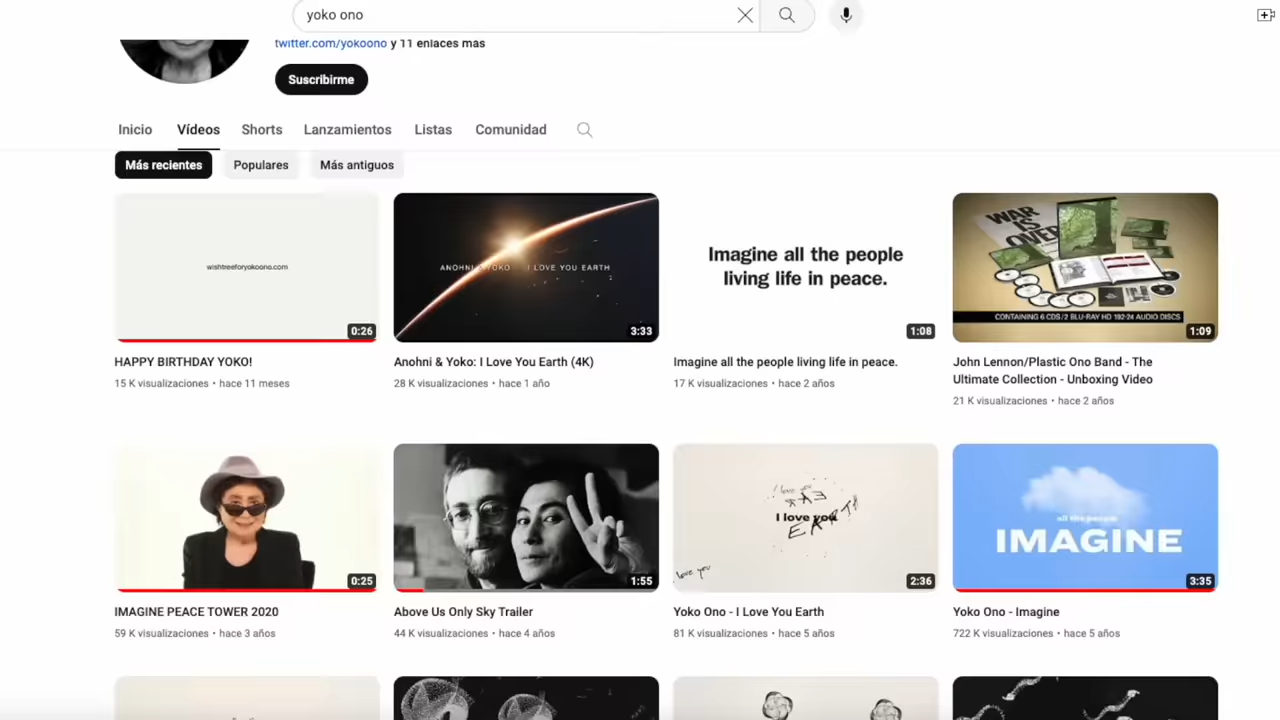 yoko ono
twitter.com/yokoono y 11 enlaces mas
Suscribirme
Inicio Vídeos Shorts Lanzamientos Listas Comunidad
Más recientes Populares Más antiguos
wishtreeforyokoono.com
0:26
ANOHNI & YOKO I LOVE YOU EARTH
3:33
Imagine all the people
living life in peace.
1:08
WAR
IS
OVER
CONTAINING 6 CDS/2 BLU-RAY HD 192-24 AUDIO DISCS
1:09
HAPPY BIRTHDAY YOKO!
15 K visualizaciones • hace 11 meses
Anohni & Yoko: I Love You Earth (4K)
28 K visualizaciones • hace 1 año
Imagine all the people living life in peace.
17 K visualizaciones • hace 2 años
John Lennon/Plastic Ono Band - The
Ultimate Collection - Unboxing Video
21 K visualizaciones • hace 2 años
0:25
1:55
I love you
I love you
EARTH
love you
2:36
all the people
IMAGINE
3:35
IMAGINE PEACE TOWER 2020
59 K visualizaciones • hace 3 años
Above Us Only Sky Trailer
44 K visualizaciones • hace 4 años
Yoko Ono - I Love You Earth
81 K visualizaciones • hace 5 años
Yoko Ono - Imagine
722 K visualizaciones • hace 5 años